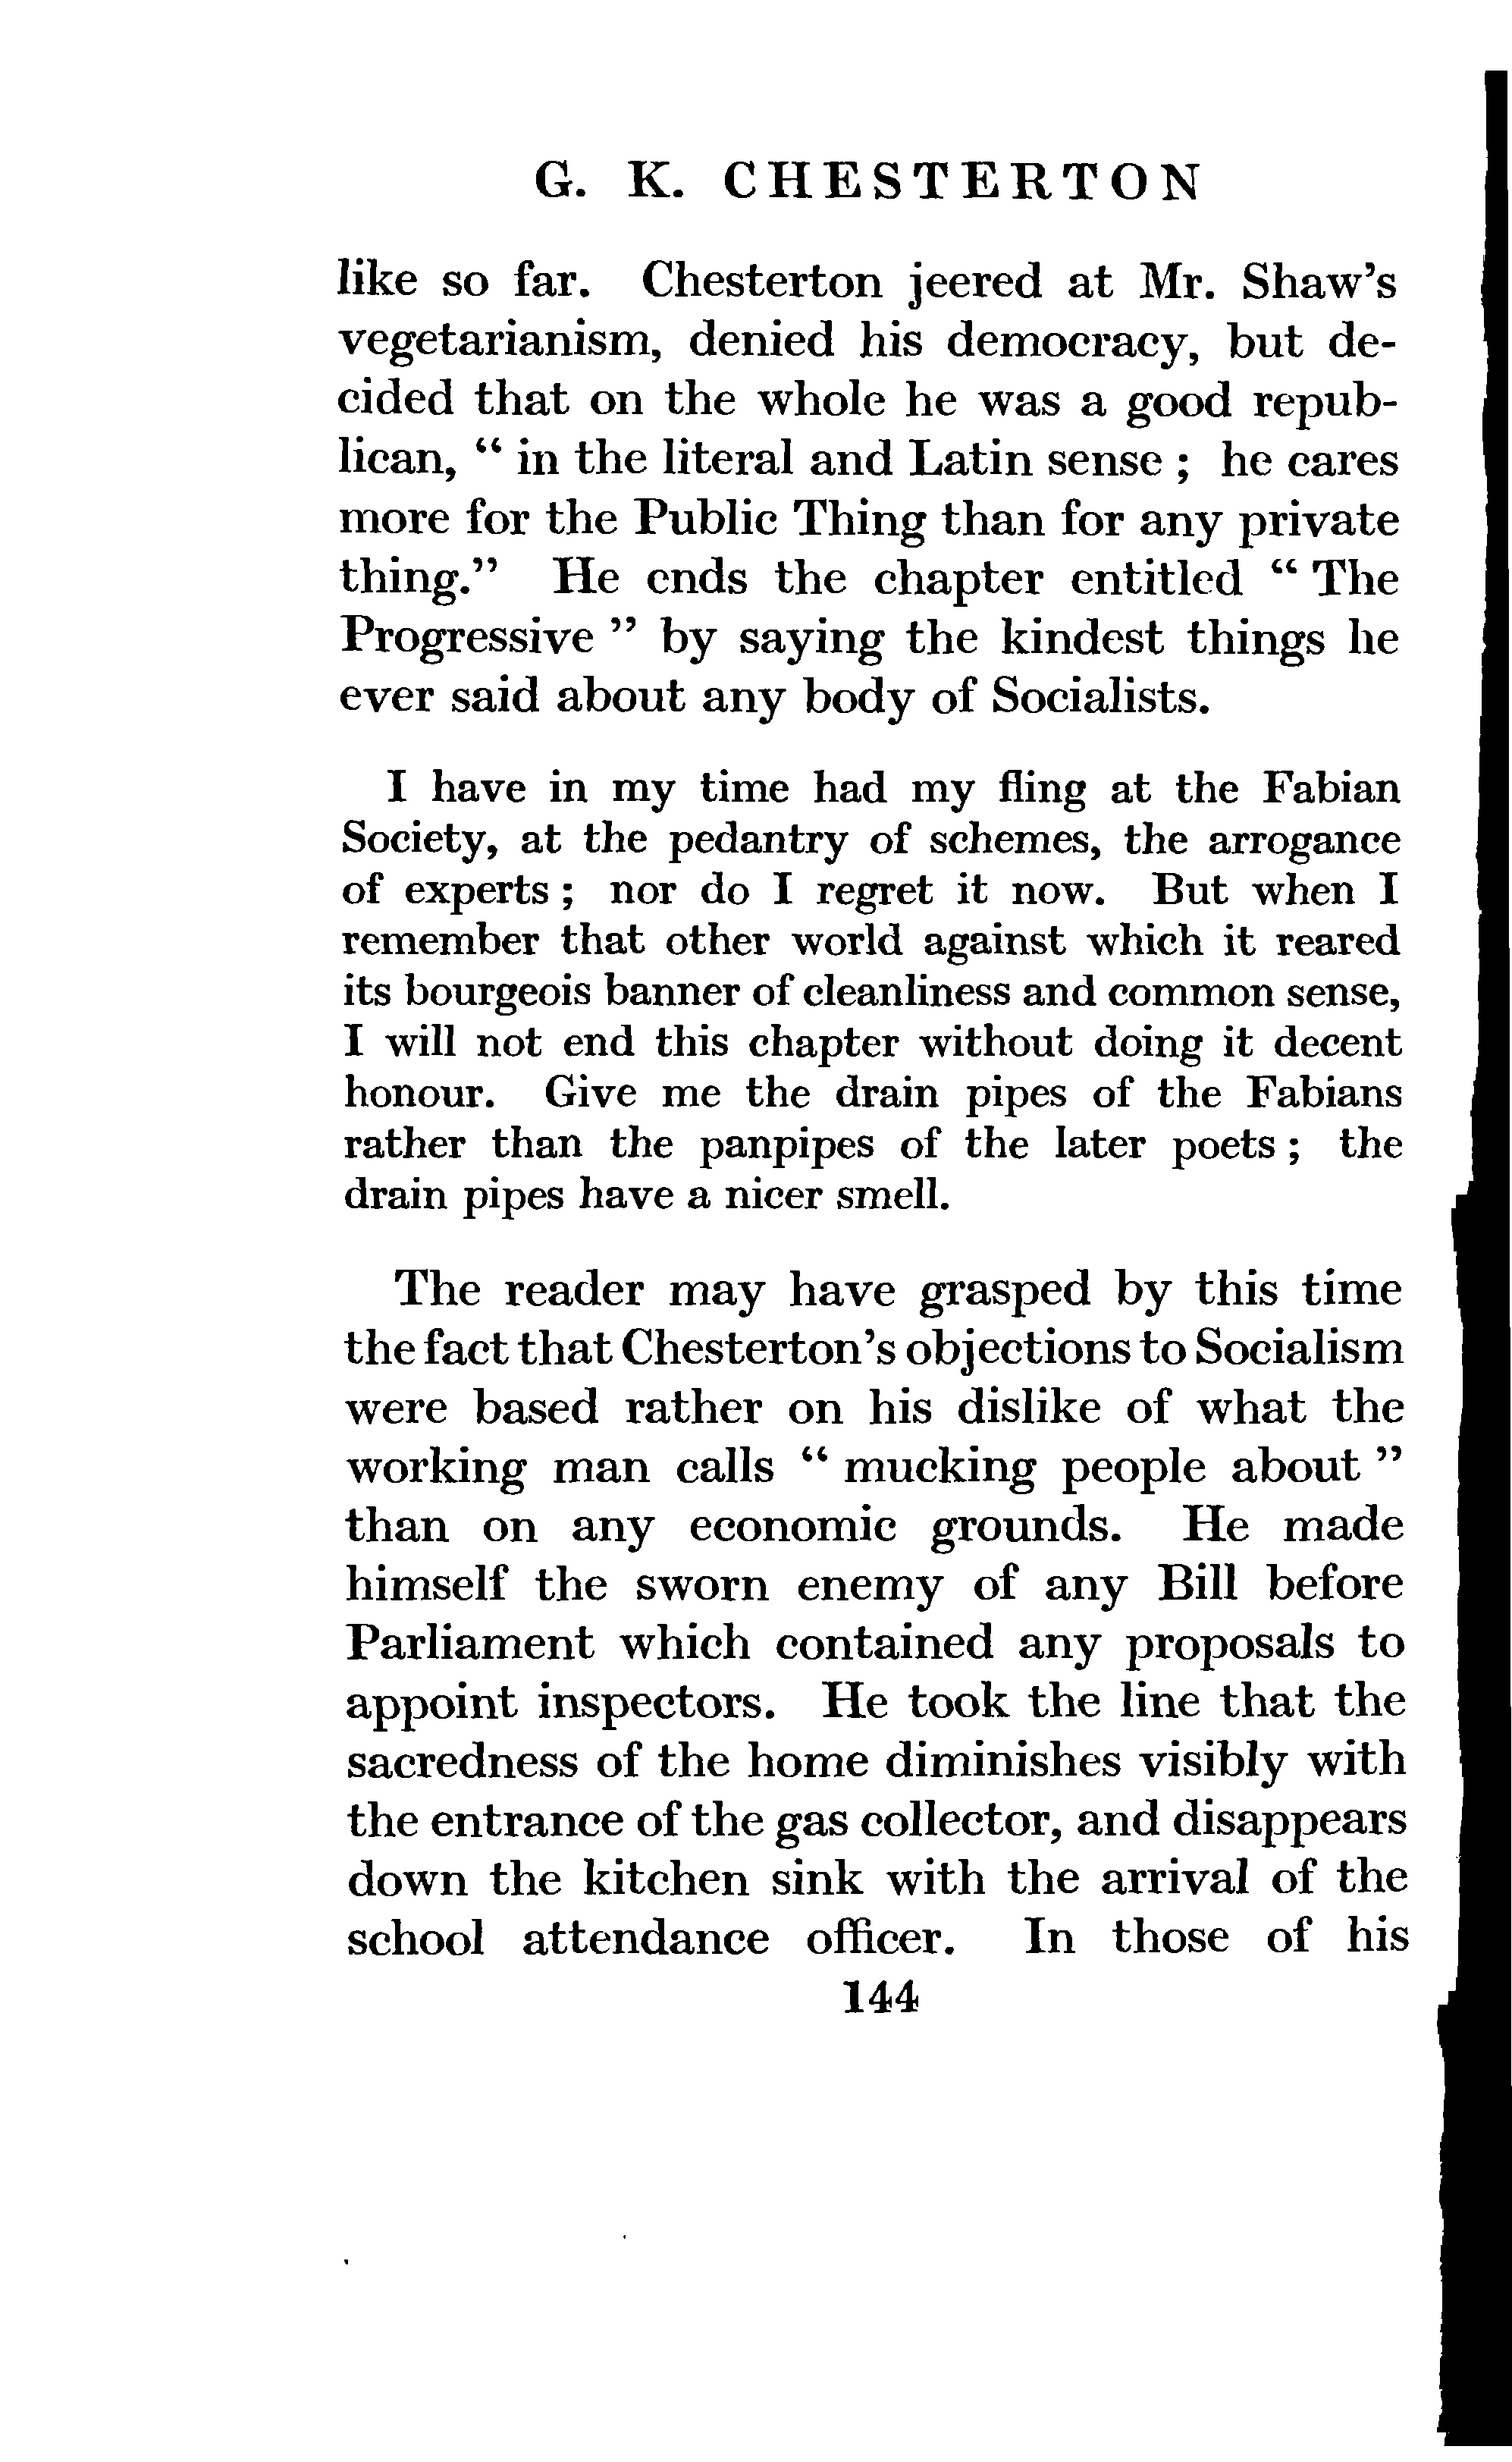 G. K. CHESTERTON
like so far. Chesterton jeered at Mr. Shaw's
vegetarianism, denied his democracy, but de-
cided that on the whole he was a good repub-
lican, “ in the literal and Latin sense ; he cares
more for the Public Thing than for any private
thing.” He ends the chapter entitled “ The
Progressive ” by saying the kindest things he
ever said about any body of Socialists.
I have in my time had my fling at the Fabian
Society, at the pedantry of schemes, the arrogance
of experts ; nor do I regret it now. But when I
remember that other world against which it reared
its bourgeois banner of cleanliness and common sense,
I will not end this chapter without doing it decent
honour. Give me the drain pipes of the Fabians
rather than the panpipes of the later poets ; the
drain pipes have a nicer smell.
The reader may have grasped by this time
the fact that Chesterton's objections to Socialism
were based rather on his dislike of what the
working man calls “ mucking people about ”
than on any economic grounds. He made
himself the sworn enemy of any Bill before
Parliament which contained any proposals to
appoint inspectors. He took the line that the
sacredness of the home diminishes visibly with
the entrance of the gas collector, and disappears
down the kitchen sink with the arrival of the
school attendance officer. In those of his
144